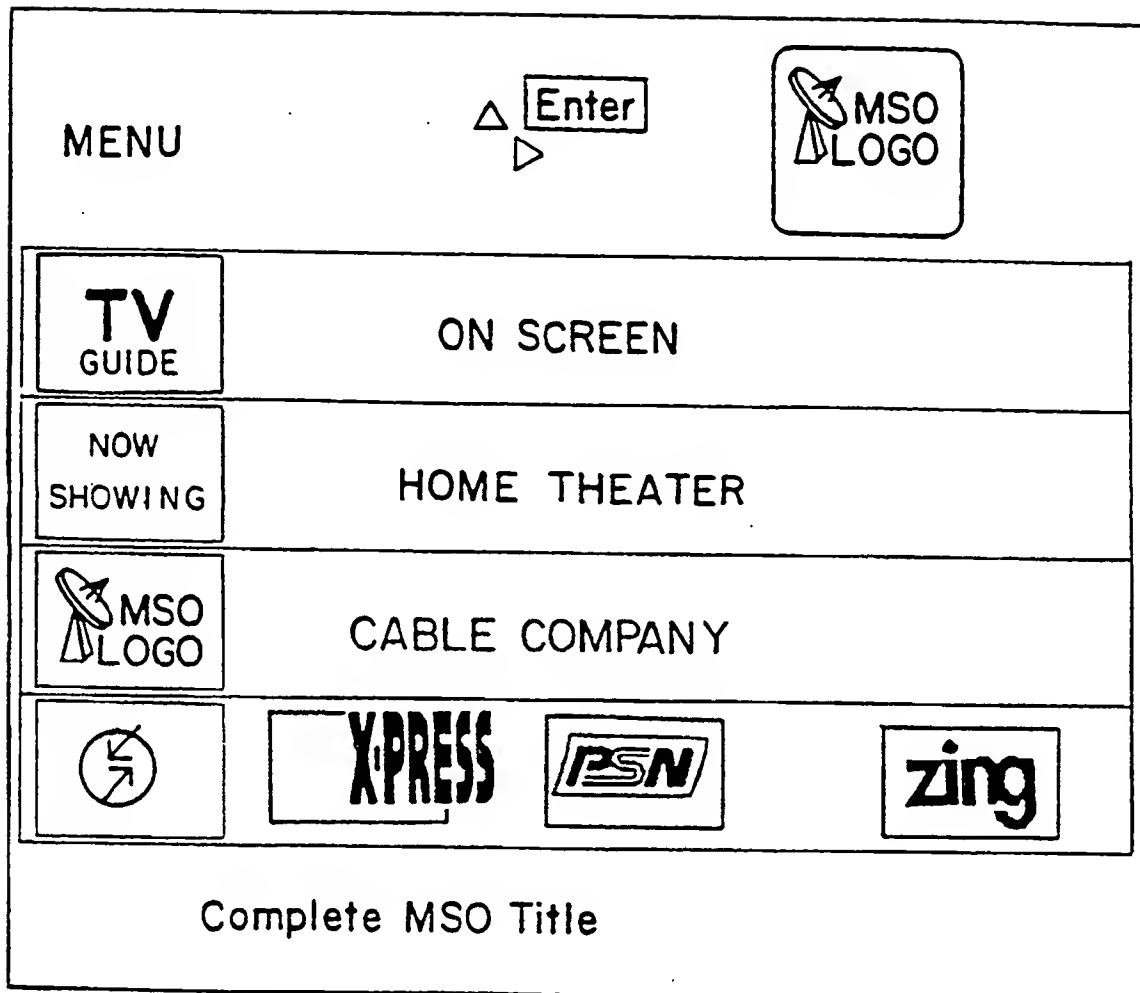 MENU
Enter
MSO
LOGO
TV
GUIDE
ON SCREEN
NOW
SHOWING
HOME THEATER
MSO
LOGO
CABLE COMPANY
X*PRESS
PSN
zing
Complete MSO Title